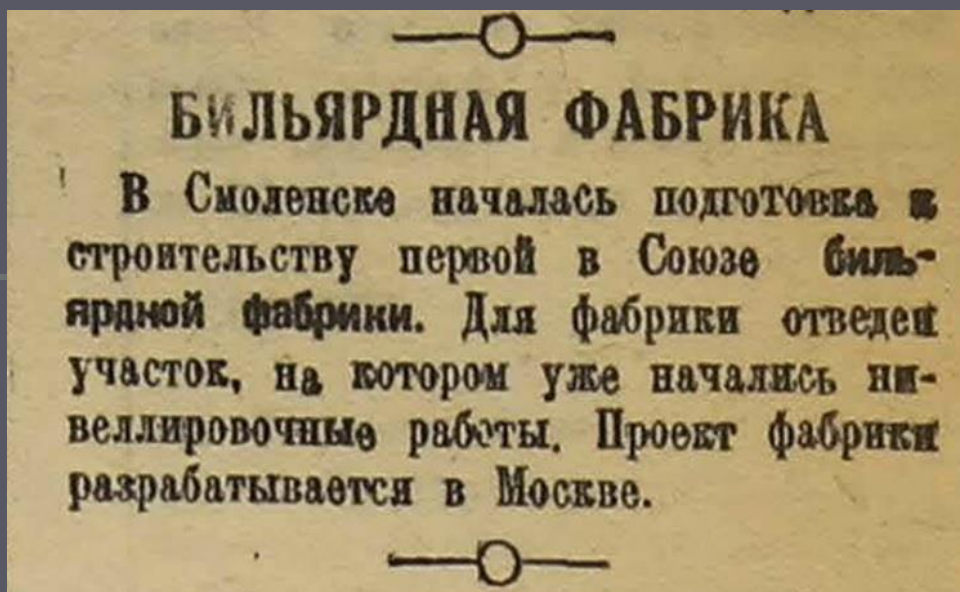 БИЛЬЯРДНАЯ ФАБРИКА
В Смоленске началась подготовка к
строительству первой в Союзе биль-
ярдной фабрики. Для фабрики отведен
участок, на котором уже начались ни-
веллировочные работы. Проект фабрики
разрабатывается в Москве.